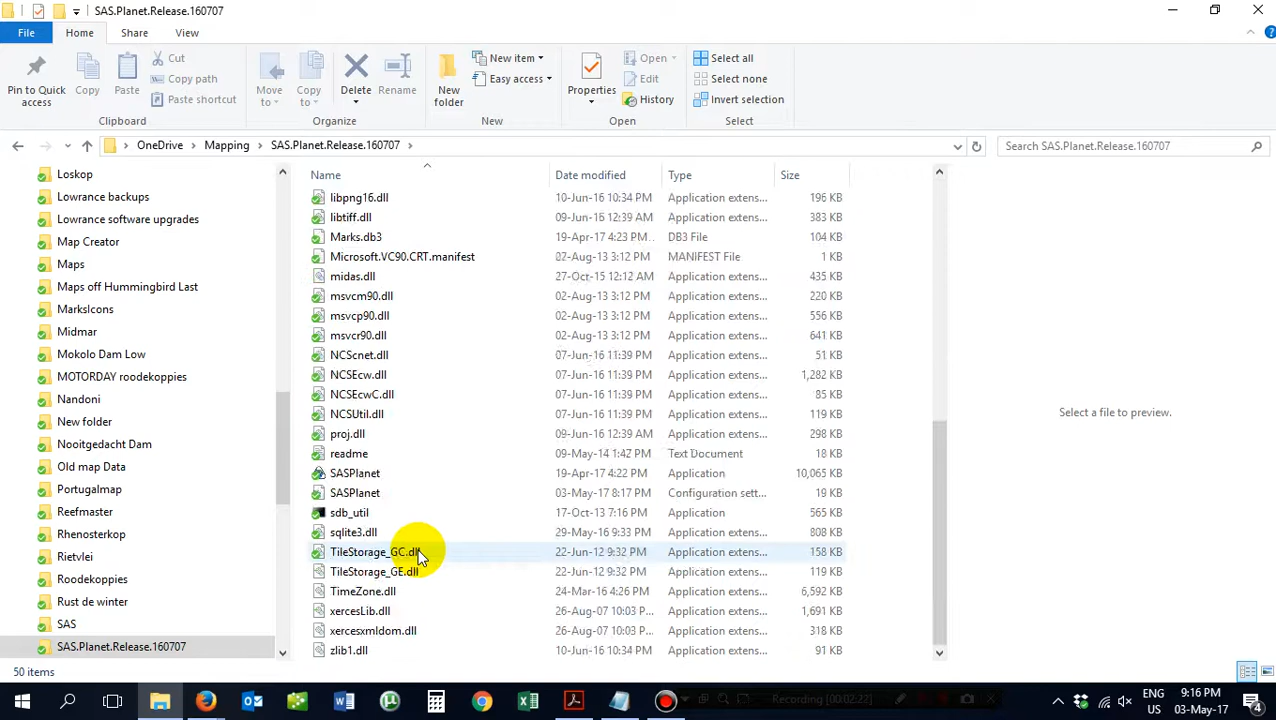 SAS.Planet.Release.160707
File Home Share View
Pin to Quick access
Copy
Paste
Cut
Copy path
Paste shortcut
Clipboard
Move to
Copy to
Delete
Rename
Organize
New folder
New item
Easy access
New
Properties
Open
Edit
History
Open
Select all
Select none
Invert selection
Select
OneDrive Mapping SAS.Planet.Release.160707
Search SAS.Planet.Release.160707
Loskop
Lowrance backups
Lowrance software upgrades
Map Creator
Maps
Maps off Hummingbird Last
MarksIcons
Midmar
Mokolo Dam Low
MOTORDAY roodekoppies
Nandoni
New folder
Nooitgedacht Dam
Old map Data
Portugalmap
Reefmaster
Rhenosterkop
Rietvlei
Roodekoppies
Rust de winter
SAS
SAS.Planet.Release.160707
Name Date modified Type Size
libpng16.dll 10-Jun-16 10:34 PM Application extens... 196 KB
libtiff.dll 09-Jun-16 12:39 AM Application extens... 383 KB
Marks.db3 19-Apr-17 4:23 PM DB3 File 104 KB
Microsoft.VC90.CRT.manifest 02-Aug-13 3:12 PM MANIFEST File 1 KB
midas.dll 27-Oct-15 12:12 AM Application extens... 435 KB
msvcm90.dll 02-Aug-13 3:12 PM Application extens... 220 KB
msvcp90.dll 02-Aug-13 3:12 PM Application extens... 556 KB
msvcr90.dll 02-Aug-13 3:12 PM Application extens... 641 KB
NCScnet.dll 07-Jun-16 11:39 PM Application extens... 51 KB
NCSEcw.dll 07-Jun-16 11:39 PM Application extens... 1,282 KB
NCSEcwC.dll 07-Jun-16 11:39 PM Application extens... 85 KB
NCSUtil.dll 07-Jun-16 11:39 PM Application extens... 119 KB
proj.dll 09-Jun-16 12:39 AM Application extens... 298 KB
readme 09-May-14 1:42 PM Text Document 18 KB
SASPlanet 19-Apr-17 4:22 PM Application 10,065 KB
SASPlanet 03-May-17 8:17 PM Configuration sett... 19 KB
sdb_util 17-Oct-13 7:16 PM Application 565 KB
sqlite3.dll 29-May-16 9:33 PM Application extens... 808 KB
TileStorage_GC.dll 22-Jun-12 9:32 PM Application extens... 158 KB
TileStorage_GE.dll 22-Jun-12 9:32 PM Application extens... 119 KB
TimeZone.dll 24-Mar-16 4:26 PM Application extens... 6,592 KB
xercesLib.dll 26-Aug-07 10:03 P... Application extens... 1,691 KB
xercesxmldom.dll 26-Aug-07 10:03 P... Application extens... 318 KB
zlib1.dll 10-Jun-16 10:34 PM Application extens... 91 KB
Select a file to preview.
50 items
Recording [00:02:22]
ENG
US
9:16 PM
03-May-17
4